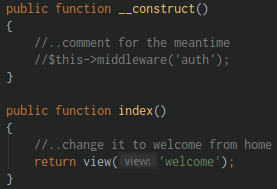 public function __construct()
{
    //..comment for the meantime
    //$this->middleware('auth');
}
public function index()
{
    //..change it to welcome from home
    return view( view: 'welcome');
}